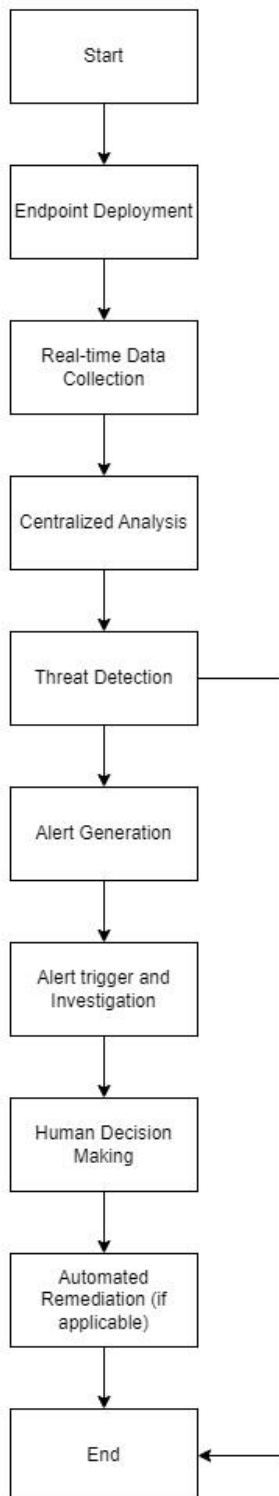 Start
Endpoint Deployment
Real-time Data
Collection
Centralized Analysis
Threat Detection
Alert Generation
Alert trigger and
Investigation
Human Decision
Making
Automated
Remediation (if
applicable)
End